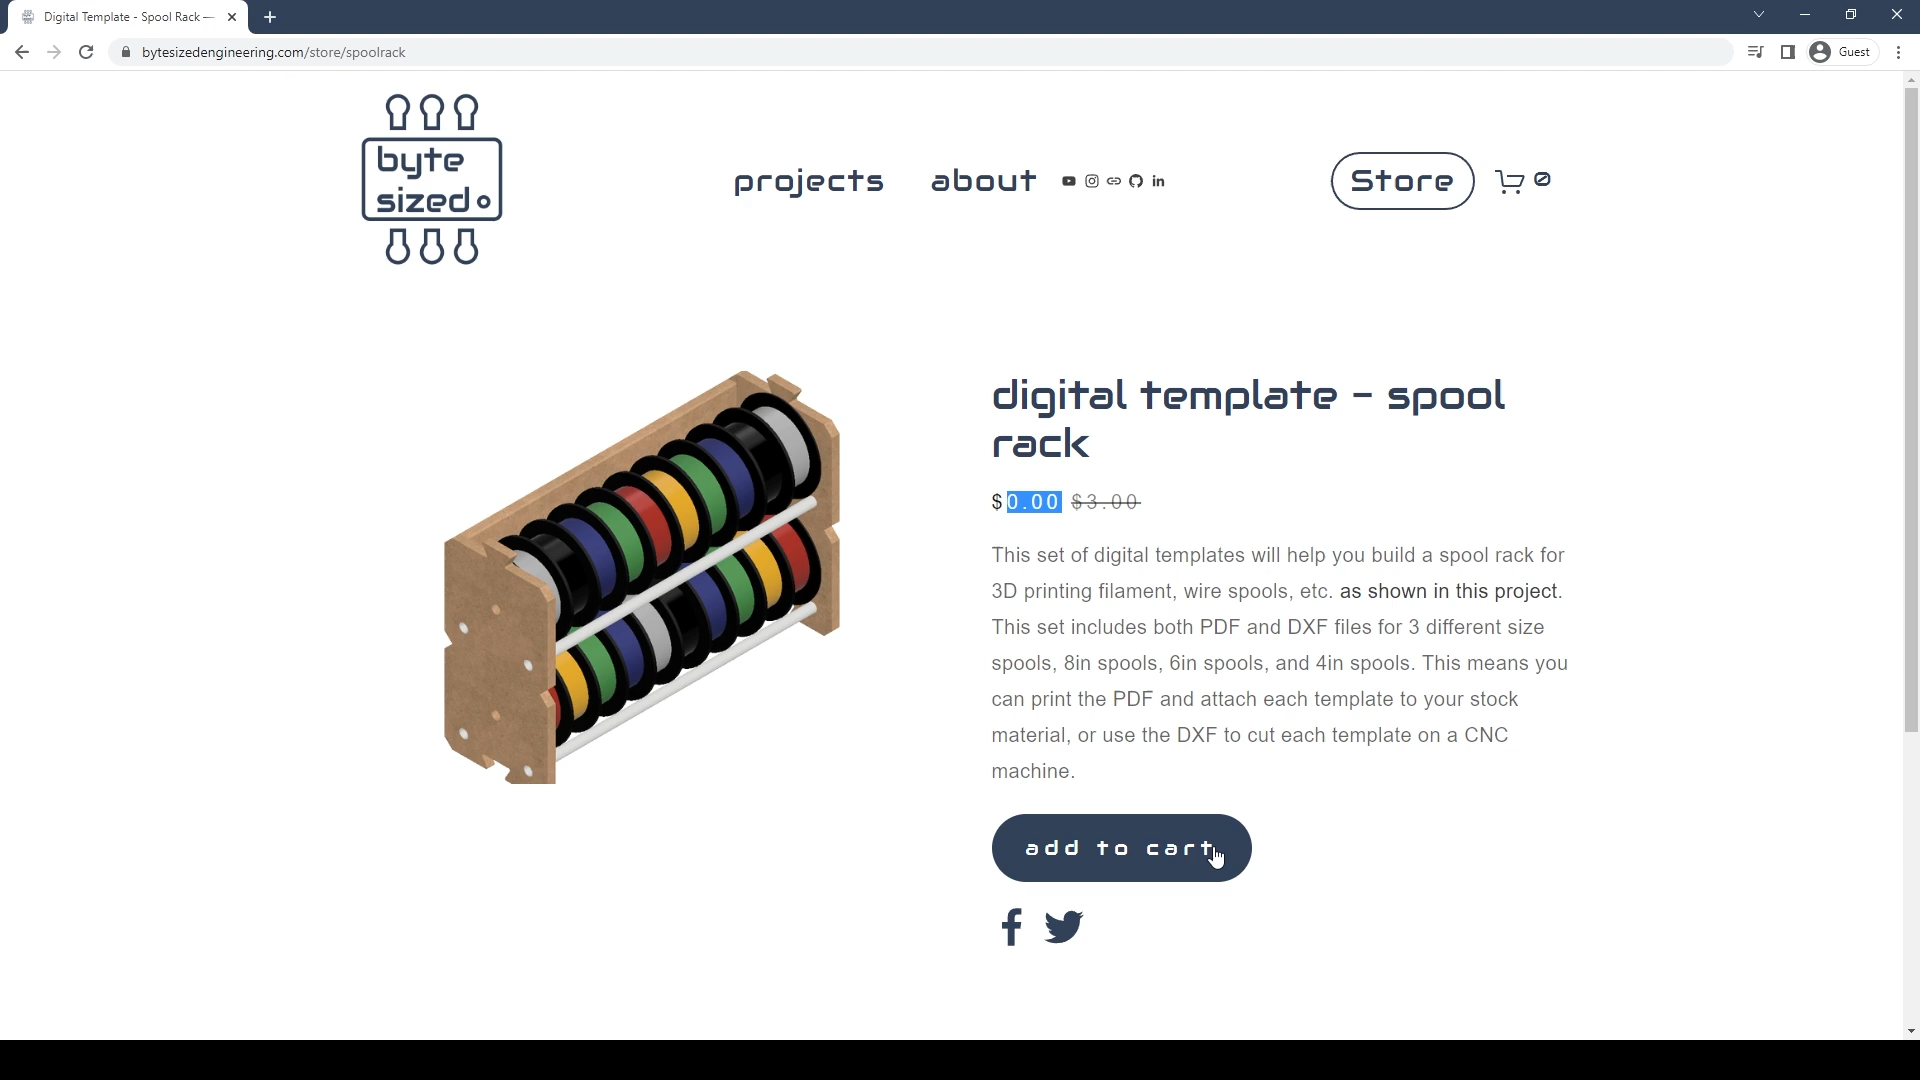 Digital Template - Spool Rack —
bytesizedengineering.com/store/spoolrack
Guest
byte
sized
projects
about
Store
0
digital template - spool
rack
$0.00 $3.00
This set of digital templates will help you build a spool rack for
3D printing filament, wire spools, etc. as shown in this project.
This set includes both PDF and DXF files for 3 different size
spools, 8in spools, 6in spools, and 4in spools. This means you
can print the PDF and attach each template to your stock
material, or use the DXF to cut each template on a CNC
machine.
add to cart